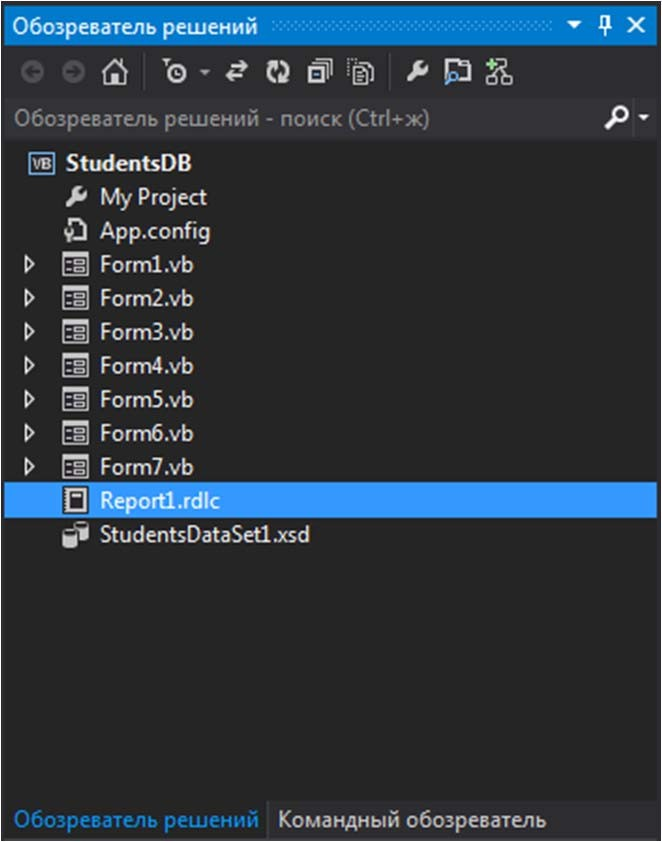 Обозреватель решений
Обозреватель решений - поиск (Ctrl+ж)
VB StudentsDB
My Project
App.config
Form1.vb
Form2.vb
Form3.vb
Form4.vb
Form5.vb
Form6.vb
Form7.vb
Report1.rdlc
StudentsDataSet1.xsd
Обозреватель решений Командный обозреватель